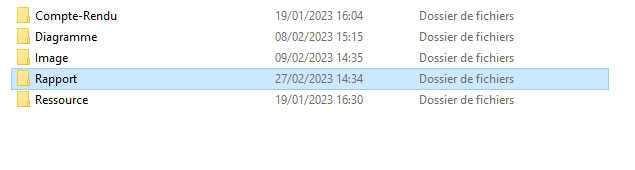 Compte-Rendu 19/01/2023 16:04 Dossier de fichiers
Diagramme 08/02/2023 15:15 Dossier de fichiers
Image 09/02/2023 14:35 Dossier de fichiers
Rapport 27/02/2023 14:34 Dossier de fichiers
Ressource 19/01/2023 16:30 Dossier de fichiers